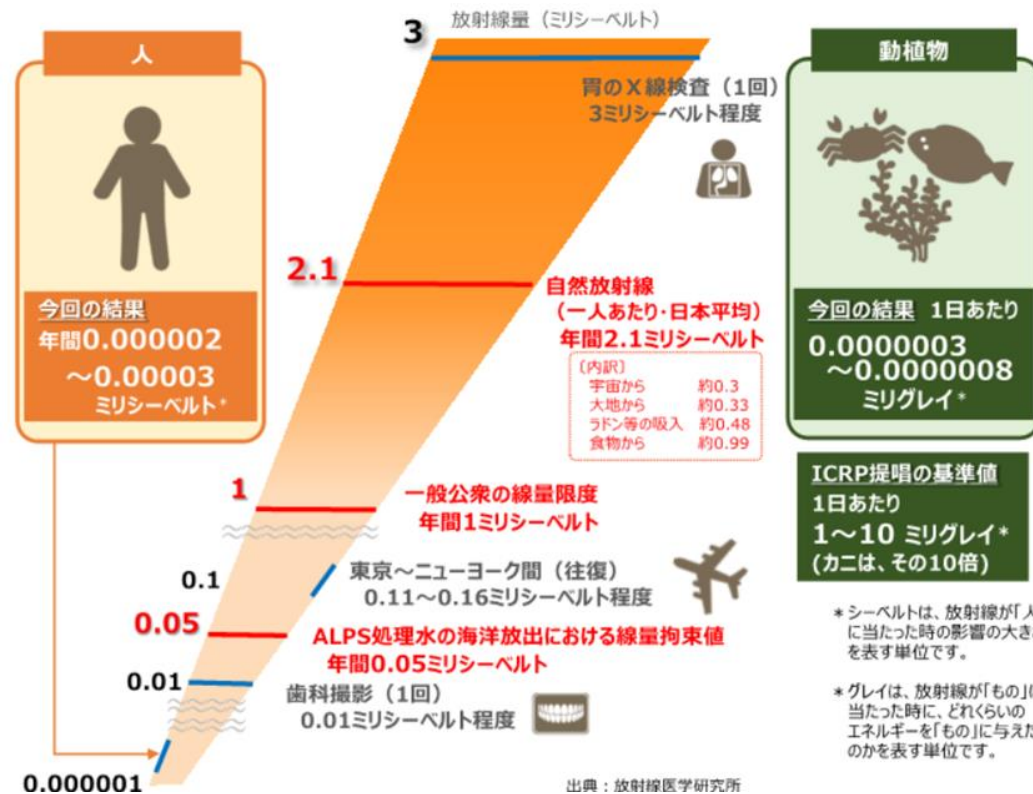 放射線量(ミリシーベルト)
人
今回の結果
年間0.000002
~0.00003
ミリシーベルト*
3
胃のX線検査(1回)
3ミリシーベルト程度
2.1
自然放射線
(一人あたり・日本平均)
年間2.1ミリシーベルト
〔内訳〕
宇宙から 約0.3
大地から 約0.33
ラドン等の吸入 約0.48
食物から 約0.99
1
一般公衆の線量限度
年間1ミリシーベルト
0.1
東京~ニューヨーク間(往復)
0.11~0.16ミリシーベルト程度
0.05
ALPS処理水の海洋放出における線量拘束値
年間0.05ミリシーベルト
0.01
歯科撮影(1回)
0.01ミリシーベルト程度
0.000001
出典:放射線医学研究所
動植物
今回の結果 1日あたり
0.0000003
~0.0000008
ミリグレイ*
ICRP提唱の基準値
1日あたり
1~10 ミリグレイ*
(カニは、その10倍)
*シーベルトは、放射線が「人
に当たった時の影響の大き
を表す単位です。
*グレイは、放射線が「もの」に
当たった時に、どれくらいの
エネルギーを「もの」に与えた
のかを表す単位です。